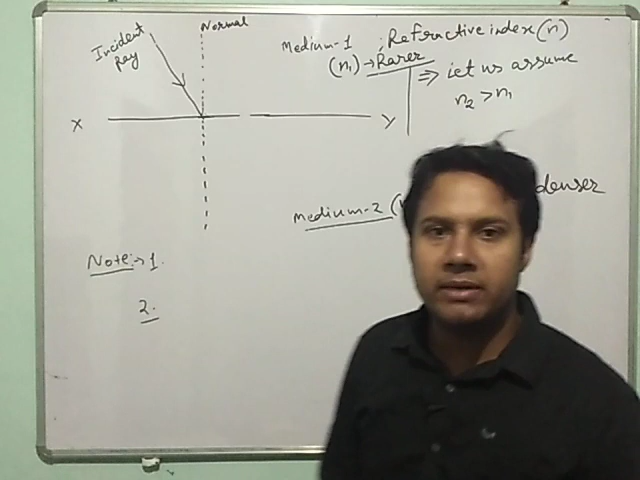 Incident Ray
Normal
Medium-1
Refractive index (n)
(n₁) → Rarer
⇒ let us assume
n₂ > n₁
X
Y
Medium-2 (
denser
Note:→ 1.
2.